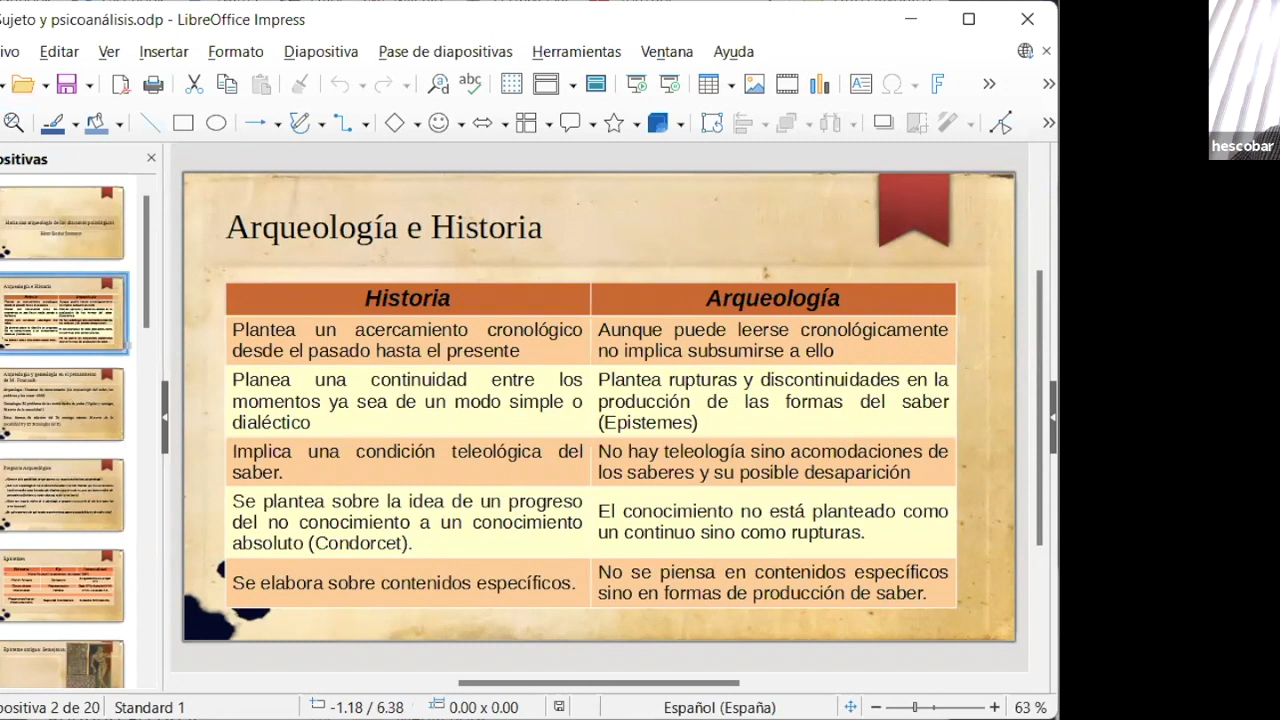 Sujeto y psicoanálisis.odp - LibreOffice Impress
ivo Editar Ver Insertar Formato Diapositiva Pase de diapositivas Herramientas Ventana Ayuda
ositivas
Arqueología e Historia
Historia Arqueología
Plantea un acercamiento cronológico
desde el pasado hasta el presente
Aunque puede leerse cronológicamente
no implica subsumirse a ello
Planea una continuidad entre los
momentos ya sea de un modo simple o
dialéctico
Plantea rupturas y discontinuidades en la
producción de las formas del saber
(Epistemes)
Implica una condición teleológica del
saber.
No hay teleología sino acomodaciones de
los saberes y su posible desaparición
Se plantea sobre la idea de un progreso
del no conocimiento a un conocimiento
absoluto (Condorcet).
El conocimiento no está planteado como
un continuo sino como rupturas.
Se elabora sobre contenidos específicos.
No se piensa en contenidos específicos
sino en formas de producción de saber.
hescobar
positiva 2 de 20 Standard 1 -1.18 / 6.38 0.00 x 0.00 Español (España) 63 %